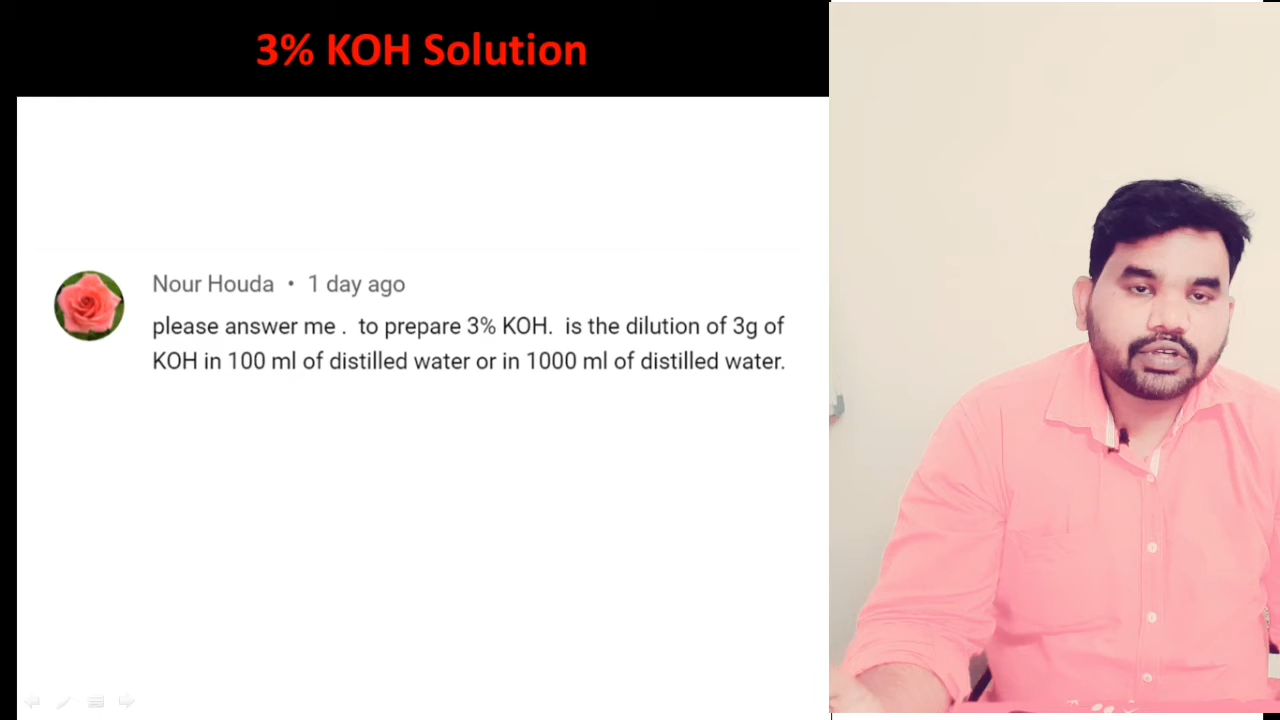 3% KOH Solution
Nour Houda • 1 day ago
please answer me .  to prepare 3% KOH.  is the dilution of 3g of
KOH in 100 ml of distilled water or in 1000 ml of distilled water.